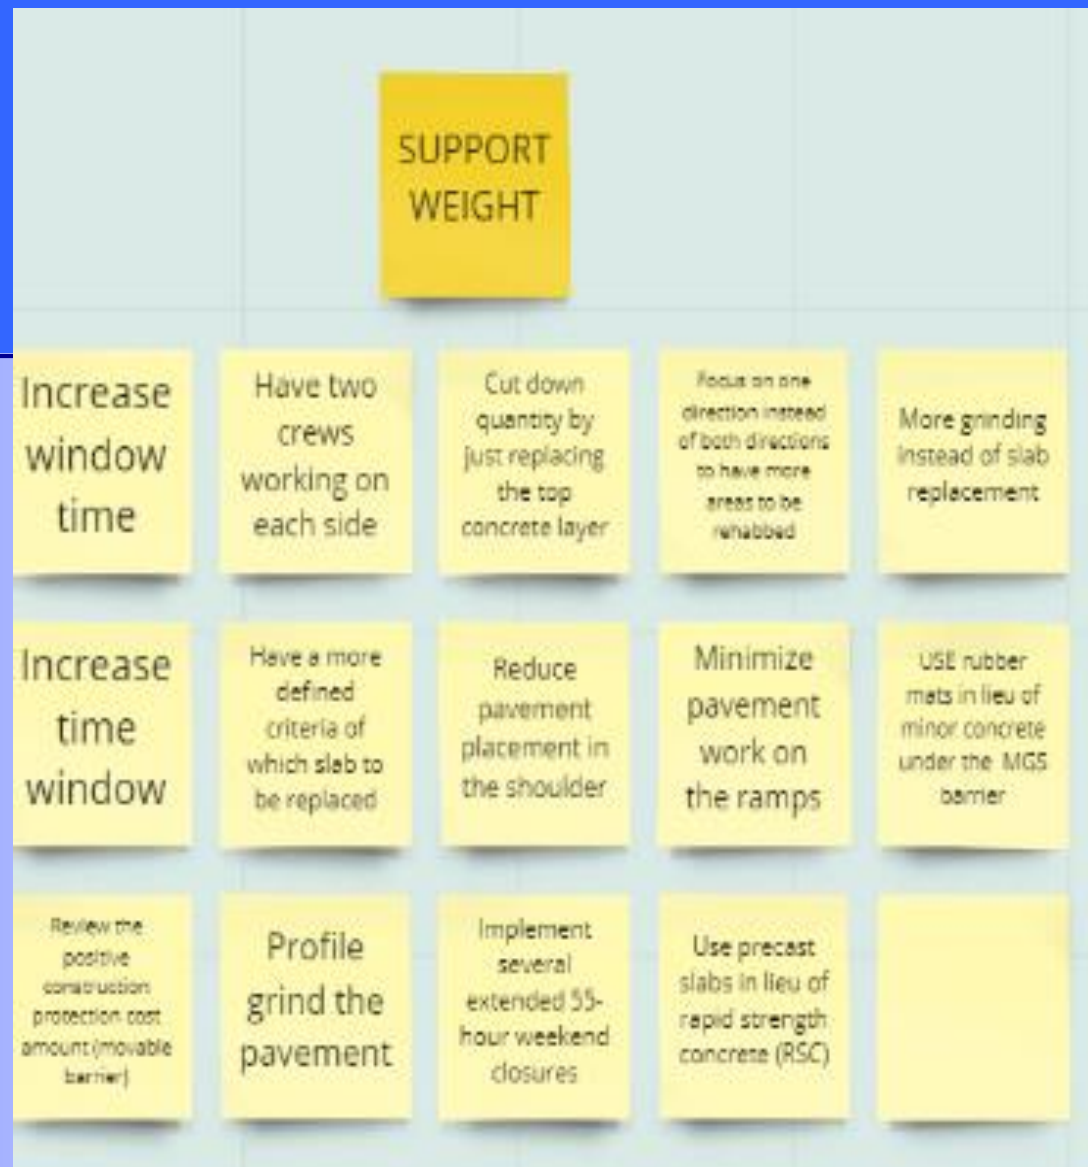 SUPPORT
WEIGHT
Increase
window
time
Have two
crews
working on
each side
Cut down
quantity by
just replacing
the top
concrete layer
Focus on one
direction instead
of both directions
to have more
areas to be
rehabbed
More grinding
instead of slab
replacement
Increase
time
window
Have a more
defined
criteria of
which slab to
be replaced
Reduce
pavement
placement in
the shoulder
Minimize
pavement
work on
the ramps
USE rubber
mats in lieu of
minor concrete
under the MGS
barrier
Review the
positive
construction
protection cost
amount (movable
barrier)
Profile
grind the
pavement
Implement
several
extended 55-
hour weekend
closures
Use precast
slabs in lieu of
rapid strength
concrete (RSC)